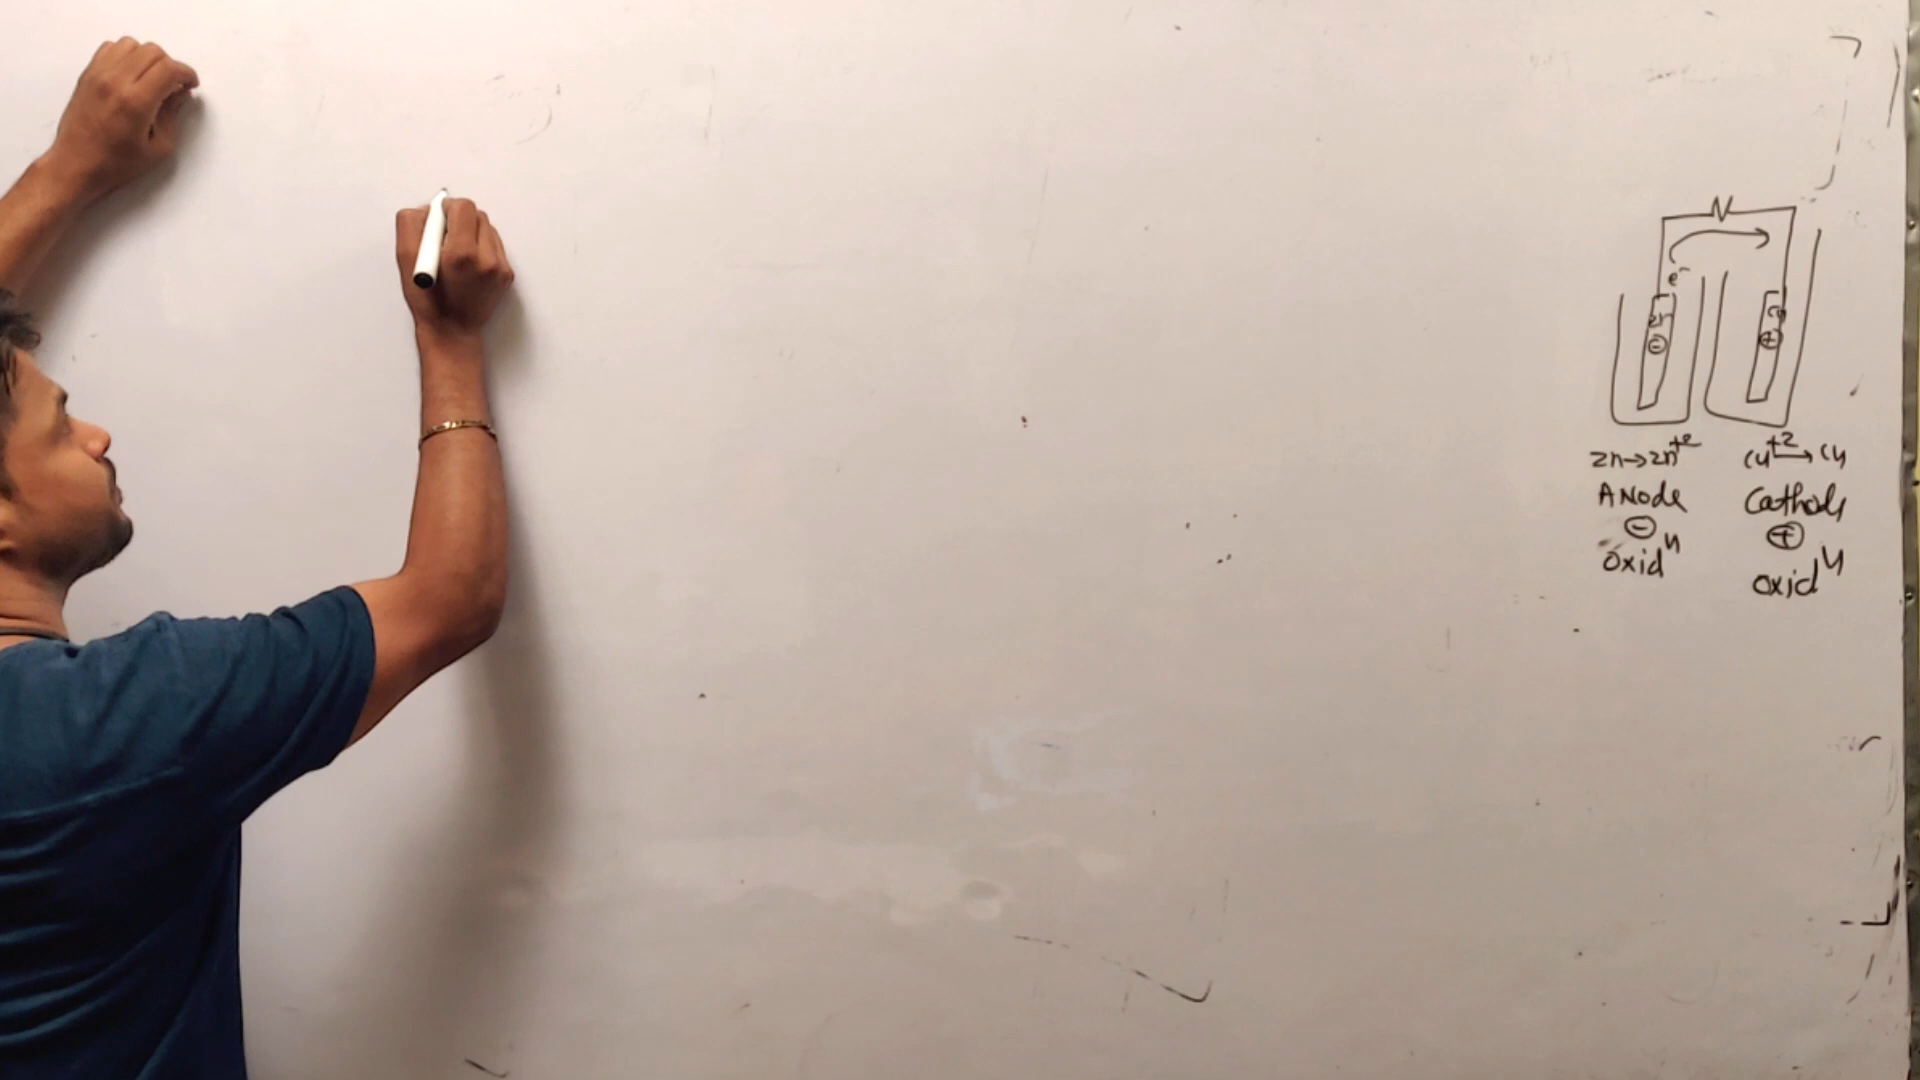 e⁻
Zn Cu
⊖ ⊕
Zn→Zn⁺² Cu⁺²→Cu
ANode Cathode
⊖ ⊕
oxidⁿ oxidⁿ